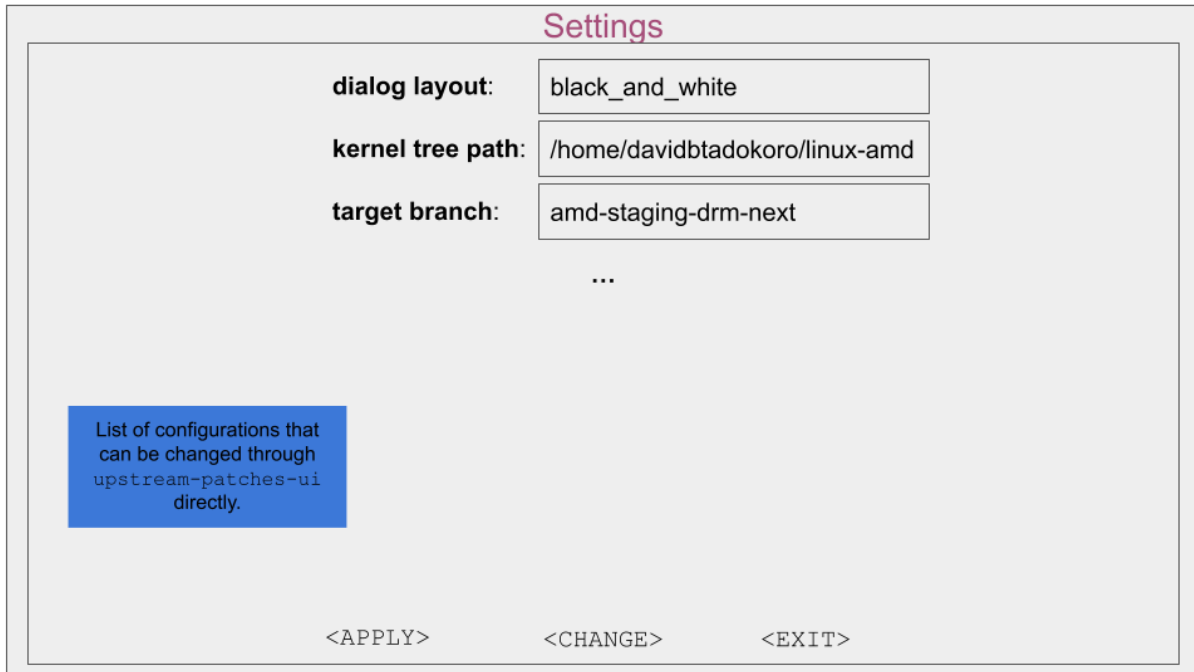 Settings
dialog layout: black_and_white
kernel tree path: /home/davidbtadokoro/linux-amd
target branch: amd-staging-drm-next
...
List of configurations that
can be changed through
upstream-patches-ui
directly.
<APPLY> <CHANGE> <EXIT>